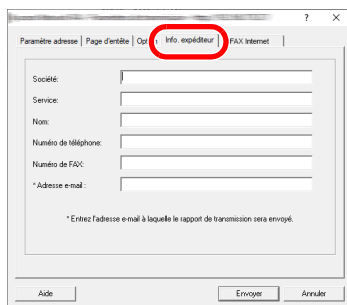 ? ×
Paramètre adresse Page d'entête Opt Info. expéditeur FAX Internet
Société:
Service:
Nom:
Numéro de téléphone:
Numéro de FAX:
* Adresse e-mail :
* Entrez l'adresse e-mail à laquelle le rapport de transmission sera envoyé.
Aide Envoyer Annuler